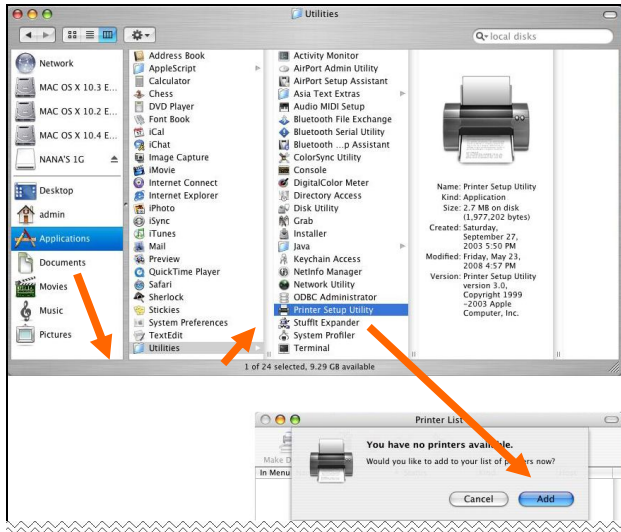 Utilities
local disks
Network
MAC OS X 10.3 E...
MAC OS X 10.2 E...
MAC OS X 10.4 E...
NANA'S 1G
Desktop
admin
Applications
Documents
Movies
Music
Pictures
Address Book
AppleScript
Calculator
Chess
DVD Player
Font Book
iCal
iChat
Image Capture
iMovie
Internet Connect
Internet Explorer
iPhoto
iSync
iTunes
Mail
Preview
QuickTime Player
Safari
Sherlock
Stickies
System Preferences
TextEdit
Utilities
Activity Monitor
AirPort Admin Utility
AirPort Setup Assistant
Asia Text Extras
Audio MIDI Setup
Bluetooth File Exchange
Bluetooth Serial Utility
Bluetooth ...p Assistant
ColorSync Utility
Console
DigitalColor Meter
Directory Access
Disk Utility
Grab
Installer
Java
Keychain Access
NetInfo Manager
Network Utility
ODBC Administrator
Printer Setup Utility
StuffIt Expander
System Profiler
Terminal
Name: Printer Setup Utility
Kind: Application
Size: 2.7 MB on disk
(1,977,202 bytes)
Created: Saturday,
September 27,
2003 5:50 PM
Modified: Friday, May 23,
2008 4:57 PM
Version: Printer Setup Utility
version 3.0,
Copyright 1999
-2003 Apple
Computer, Inc.
1 of 24 selected, 9.29 GB available
Printer List
You have no printers available.
Would you like to add to your list of printers now?
Make D
In Menu
Cancel
Add